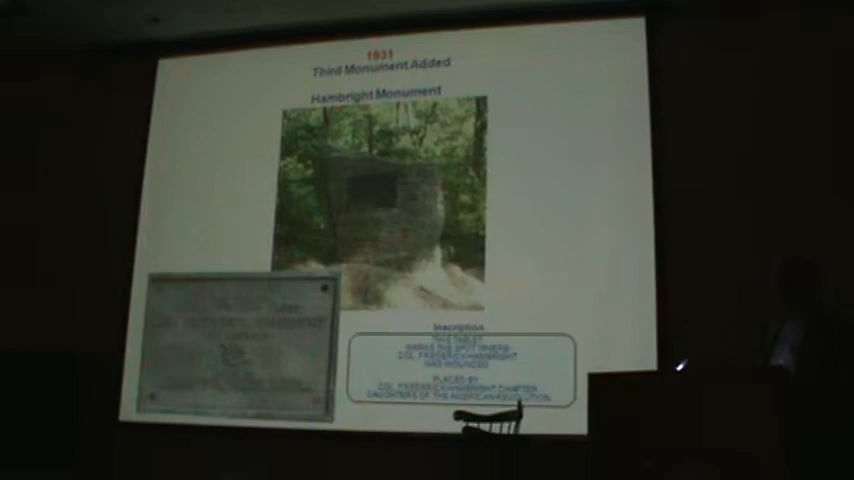 1931
Third Monument Added
Hambright Monument
Inscription
THIS TABLET
MARKS THE SPOT WHERE
COL. FREDERICK HAMBRIGHT
WAS WOUNDED
PLACED BY
COL. FREDERICK HAMBRIGHT CHAPTER
DAUGHTERS OF THE AMERICAN REVOLUTION